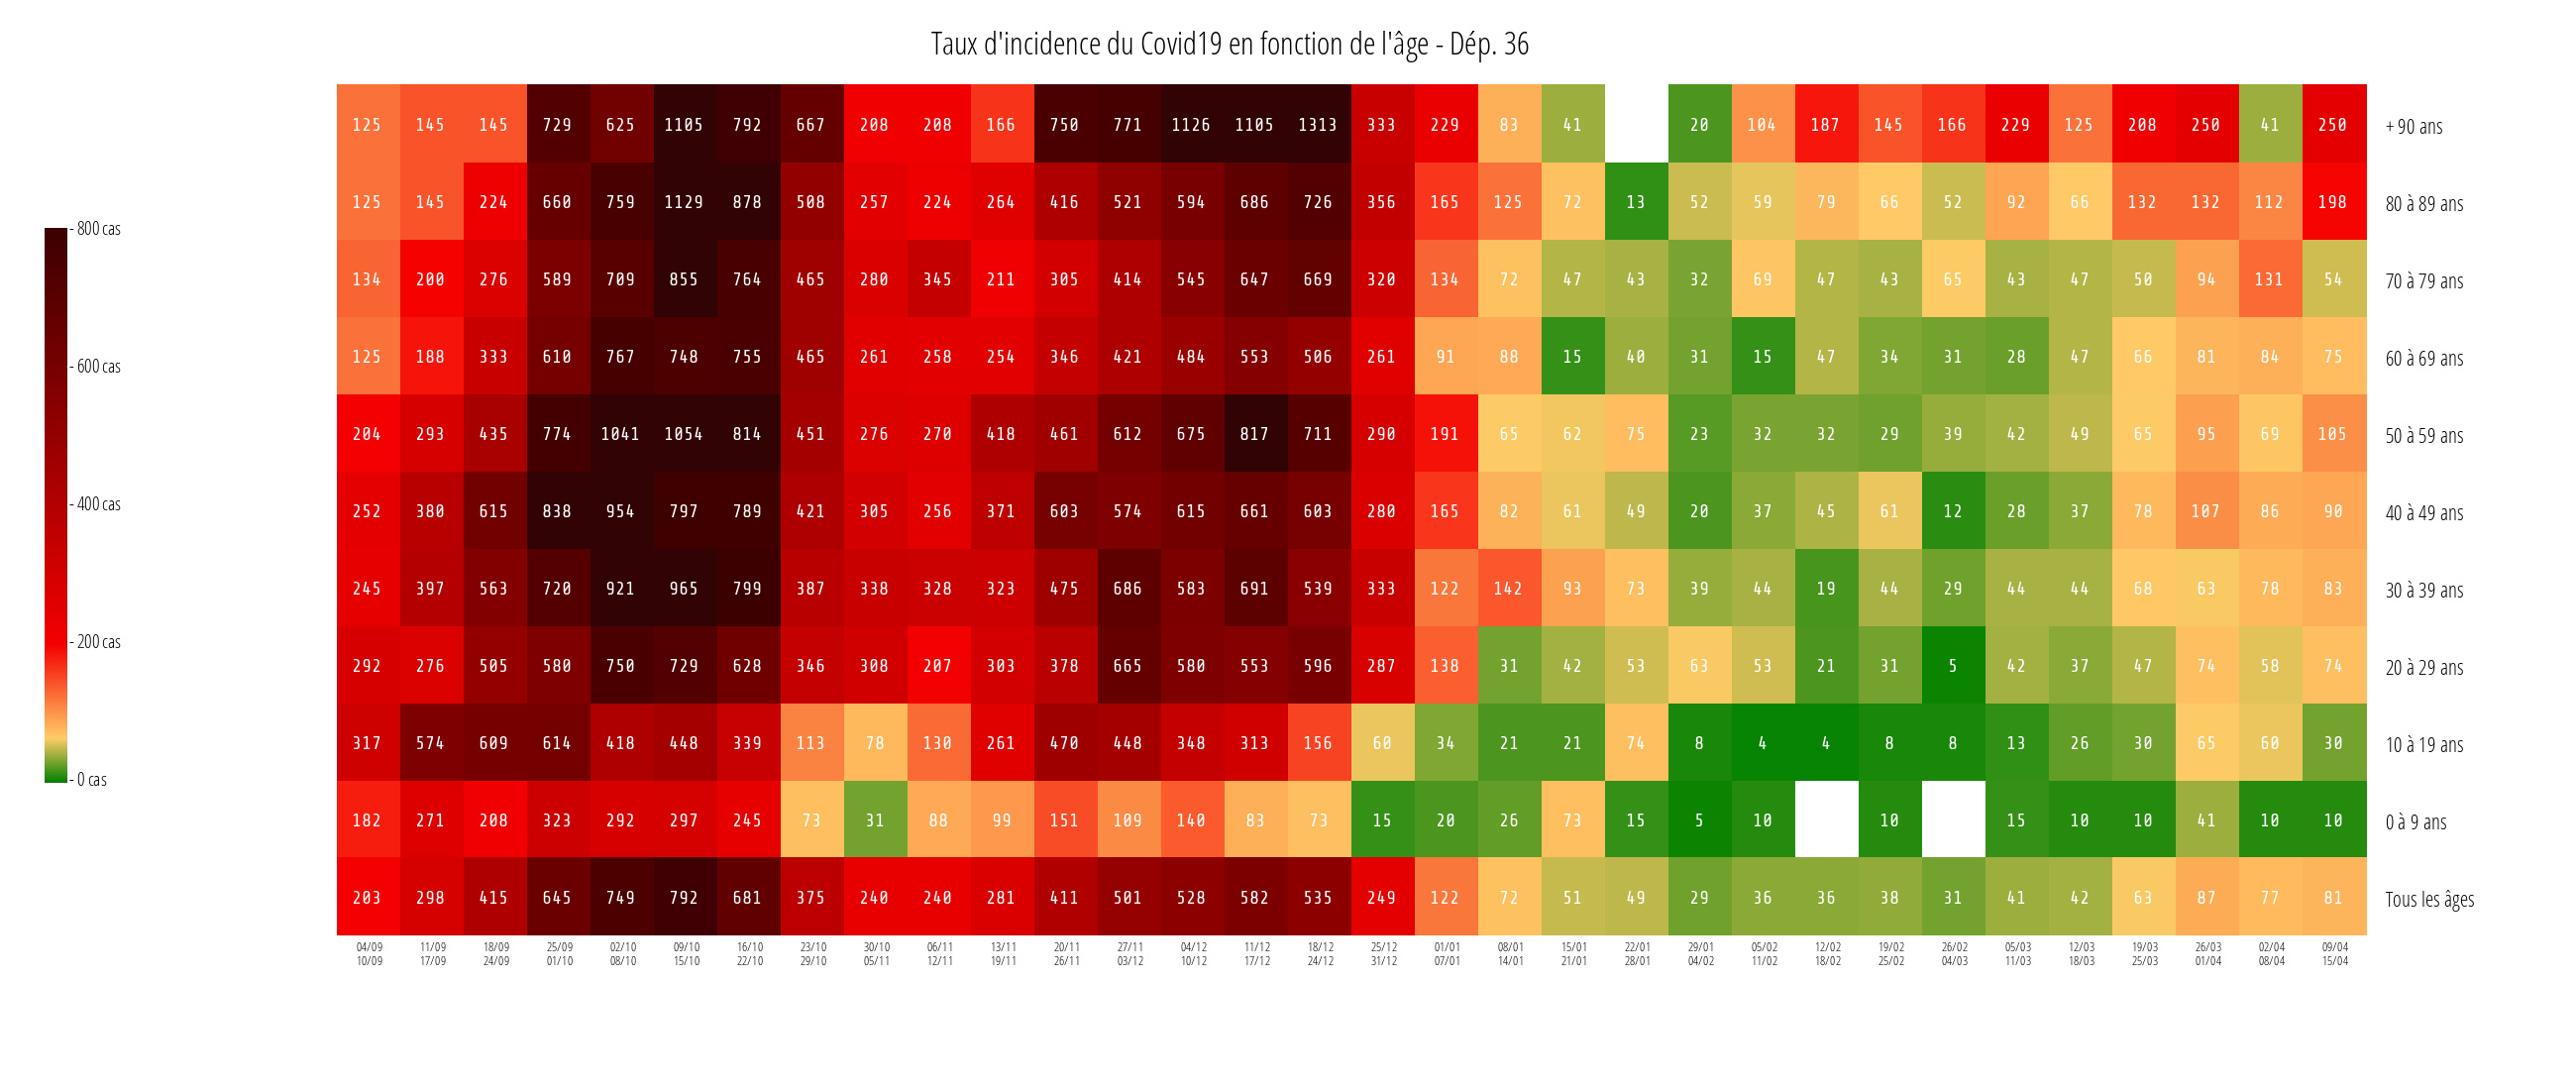 Taux d'incidence du Covid19 en fonction de l'âge - Dép. 36
- 800 cas
- 600 cas
- 400 cas
- 200 cas
- 0 cas
125 145 145 729 625 1105 792 667 208 208 166 750 771 1126 1105 1313 333 229 83 41 20 104 187 145 166 229 125 208 250 41 250 + 90 ans
125 145 224 660 759 1129 878 508 257 224 264 416 521 594 686 726 356 165 125 72 13 52 59 79 66 52 92 66 132 132 112 198 80 à 89 ans
134 200 276 589 709 855 764 465 280 345 211 305 414 545 647 669 320 134 72 47 43 32 69 47 43 65 43 47 50 94 131 54 70 à 79 ans
125 188 333 610 767 748 755 465 261 258 254 346 421 484 553 506 261 91 88 15 40 31 15 47 34 31 28 47 66 81 84 75 60 à 69 ans
204 293 435 774 1041 1054 814 451 276 270 418 461 612 675 817 711 290 191 65 62 75 23 32 32 29 39 42 49 65 95 69 105 50 à 59 ans
252 380 615 838 954 797 789 421 305 256 371 603 574 615 661 603 280 165 82 61 49 20 37 45 61 12 28 37 78 107 86 90 40 à 49 ans
245 397 563 720 921 965 799 387 338 328 323 475 686 583 691 539 333 122 142 93 73 39 44 19 44 29 44 44 68 63 78 83 30 à 39 ans
292 276 505 580 750 729 628 346 308 207 303 378 665 580 553 596 287 138 31 42 53 63 53 21 31 5 42 37 47 74 58 74 20 à 29 ans
317 574 609 614 418 448 339 113 78 130 261 470 448 348 313 156 60 34 21 21 74 8 4 4 8 8 13 26 30 65 60 30 10 à 19 ans
182 271 208 323 292 297 245 73 31 88 99 151 109 140 83 73 15 20 26 73 15 5 10 10 15 10 10 41 10 10 0 à 9 ans
203 298 415 645 749 792 681 375 240 240 281 411 501 528 582 535 249 122 72 51 49 29 36 36 38 31 41 42 63 87 77 81 Tous les âges
04/09 11/09 18/09 25/09 02/10 09/10 16/10 23/10 30/10 06/11 13/11 20/11 27/11 04/12 11/12 18/12 25/12 01/01 08/01 15/01 22/01 29/01 05/02 12/02 19/02 26/02 05/03 12/03 19/03 26/03 02/04 09/04
10/09 17/09 24/09 01/10 08/10 15/10 22/10 29/10 05/11 12/11 19/11 26/11 03/12 10/12 17/12 24/12 31/12 07/01 14/01 21/01 28/01 04/02 11/02 18/02 25/02 04/03 11/03 18/03 25/03 01/04 08/04 15/04